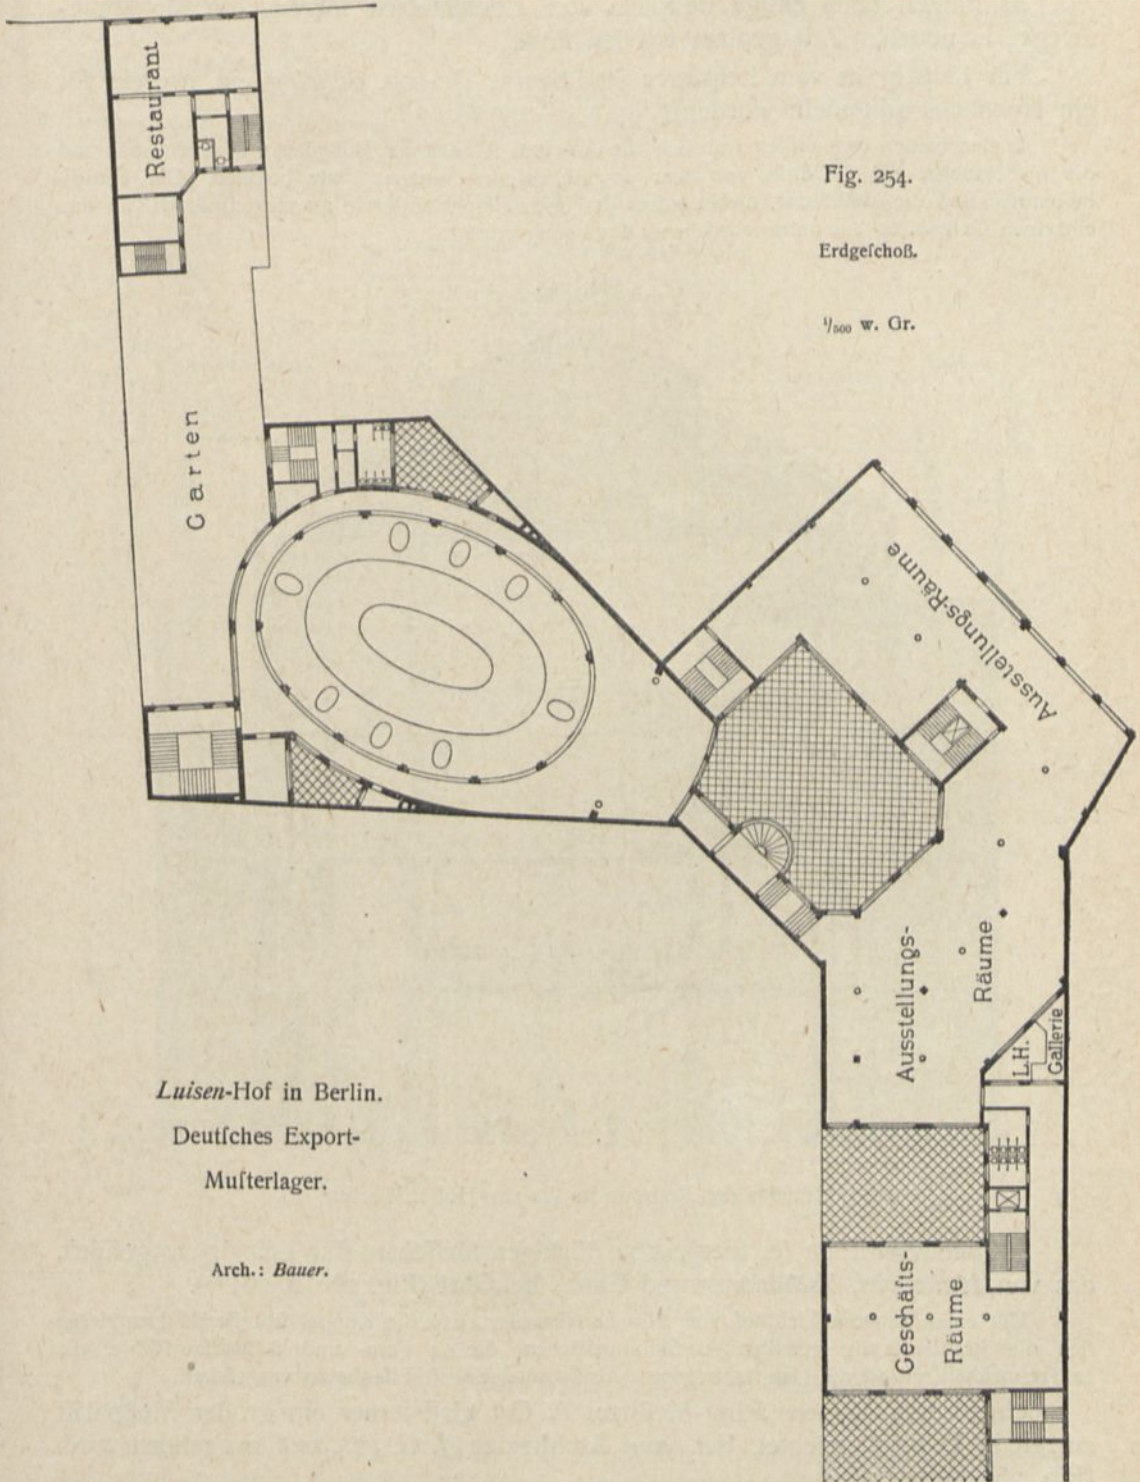 Restaurant
Fig. 254.
Erdgeſchoß.
1/500 w. Gr.
Garten
Ausstellungs-Räume
Ausstellungs-
Räume
L.H.
Gallerie
Luisen-Hof in Berlin.
Deutſches Export-
Muſterlager.
Arch.: Bauer.
Geschäfts-
Räume